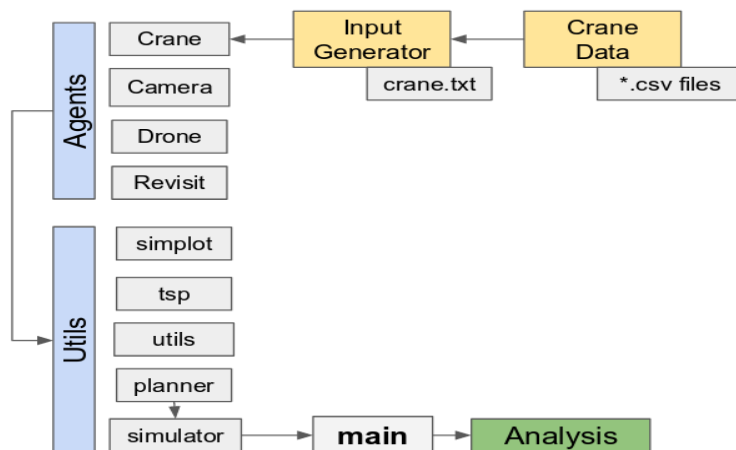 Crane
Input
Generator
Crane
Data
crane.txt
*.csv files
Agents
Camera
Drone
Revisit
Utils
simplot
tsp
utils
planner
simulator
main
Analysis